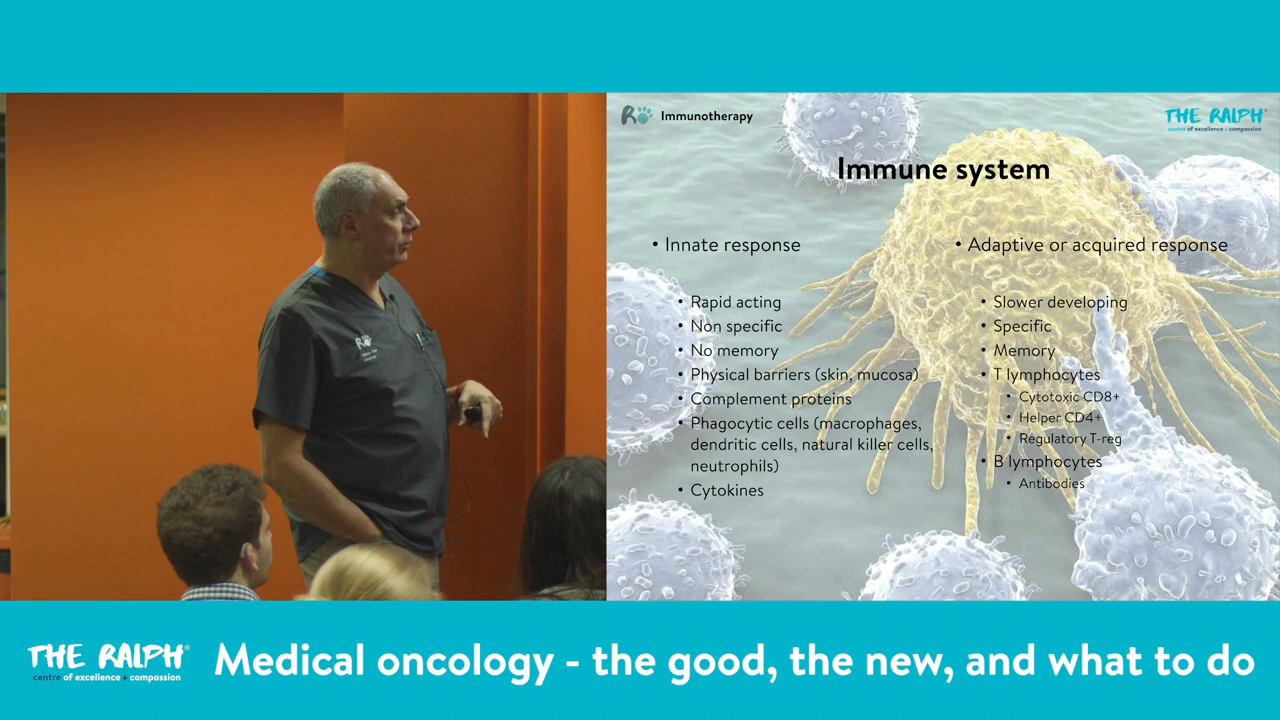 R
Immunotherapy
THE RALPH®
centre of excellence + compassion
Immune system
• Innate response
• Rapid acting
• Non specific
• No memory
• Physical barriers (skin, mucosa)
• Complement proteins
• Phagocytic cells (macrophages,
dendritic cells, natural killer cells,
neutrophils)
• Cytokines
• Adaptive or acquired response
• Slower developing
• Specific
• Memory
• T lymphocytes
• Cytotoxic CD8+
• Helper CD4+
• Regulatory T-reg
• B lymphocytes
• Antibodies
R
THE RALPH®
centre of excellence + compassion
Medical oncology - the good, the new, and what to do